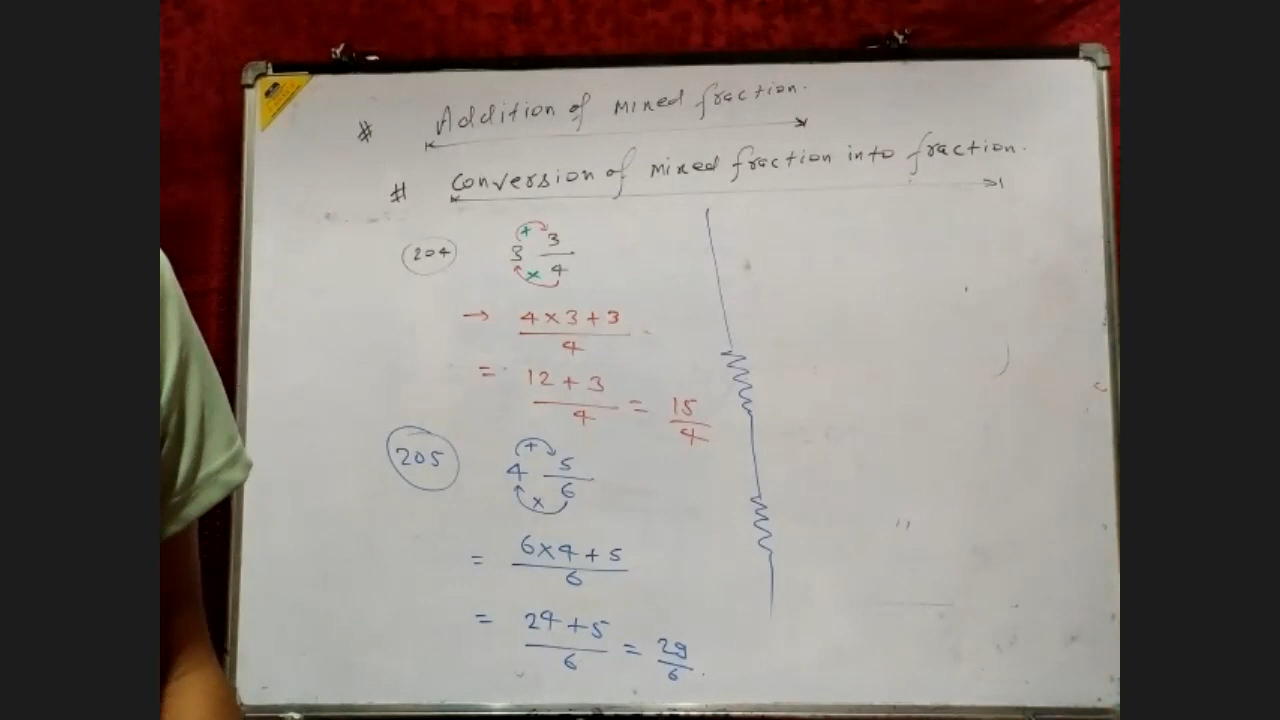 # Addition of mixed fraction.
# Conversion of mixed fraction into fraction.
204 3 3/4
+
×
→ 4×3+3/4
= 12+3/4 = 15/4
205 4 5/6
+
×
= 6×4+5/6
= 24+5/6 = 29/6.